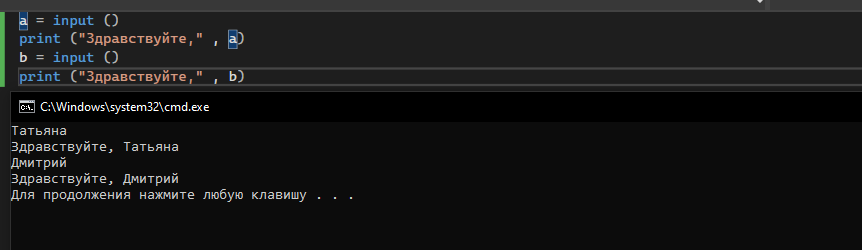 a = input ()
print ("Здравствуйте," , a)
b = input ()
print ("Здравствуйте," , b)
C:\Windows\system32\cmd.exe
Татьяна
Здравствуйте, Татьяна
Дмитрий
Здравствуйте, Дмитрий
Для продолжения нажмите любую клавишу . . .